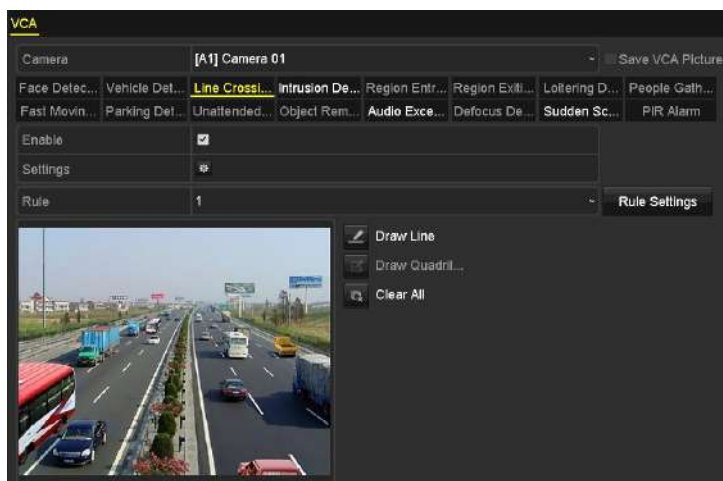 VCA
Camera [A1] Camera 01 Save VCA Picture
Face Detec... Vehicle Det... Line Crossi... Intrusion De... Region Entr... Region Exiti... Loitering D... People Gath...
Fast Movin... Parking Det... Unattended... Object Rem... Audio Exce... Defocus De... Sudden Sc... PIR Alarm
Enable
Settings
Rule 1 Rule Settings
Draw Line
Draw Quadril...
Clear All